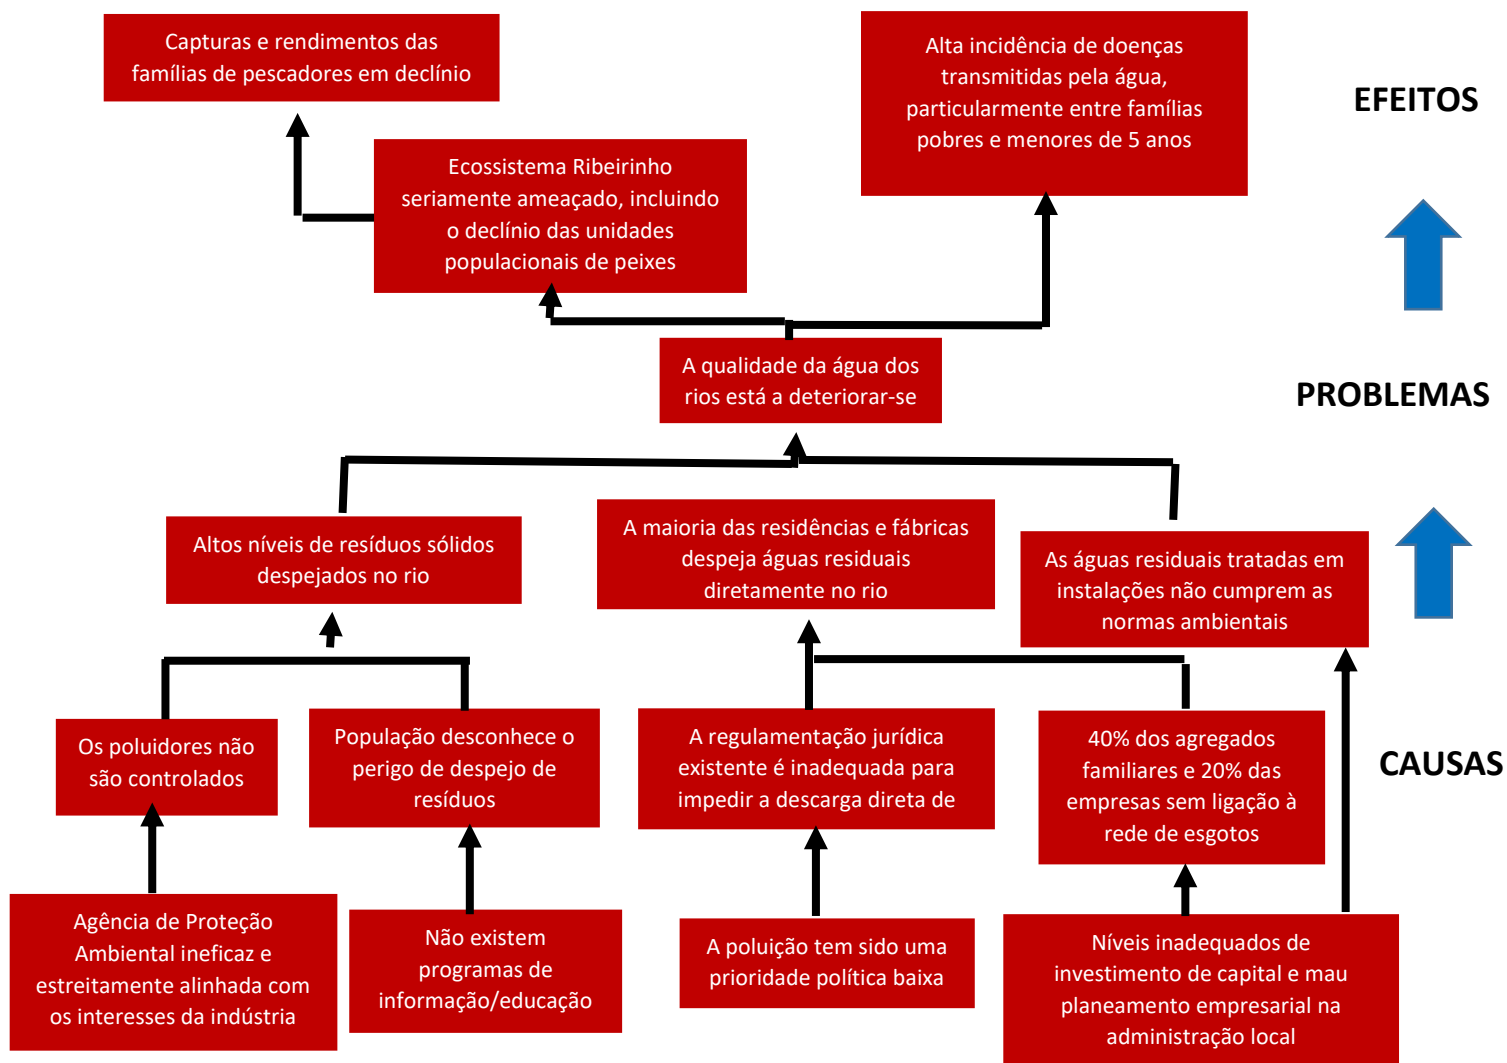 Capturas e rendimentos das
famílias de pescadores em declínio
Alta incidência de doenças
transmitidas pela água,
particularmente entre famílias
pobres e menores de 5 anos
EFEITOS
Ecossistema Ribeirinho
seriamente ameaçado, incluindo
o declínio das unidades
populacionais de peixes
A qualidade da água dos
rios está a deteriorar-se
PROBLEMAS
Altos níveis de resíduos sólidos
despejados no rio
A maioria das residências e fábricas
despeja águas residuais
diretamente no rio
As águas residuais tratadas em
instalações não cumprem as
normas ambientais
Os poluidores não
são controlados
População desconhece o
perigo de despejo de
resíduos
A regulamentação jurídica
existente é inadequada para
impedir a descarga direta de
40% dos agregados
familiares e 20% das
empresas sem ligação à
rede de esgotos
CAUSAS
Agência de Proteção
Ambiental ineficaz e
estreitamente alinhada com
os interesses da indústria
Não existem
programas de
informação/educação
A poluição tem sido uma
prioridade política baixa
Níveis inadequados de
investimento de capital e mau
planeamento empresarial na
administração local